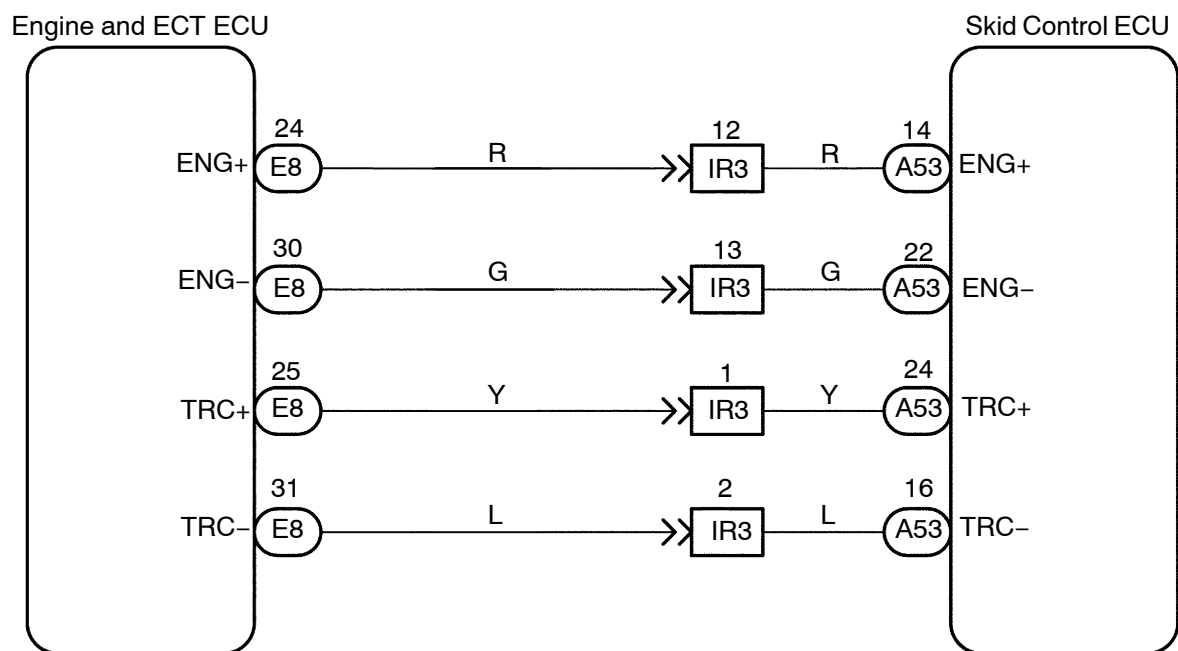 Engine and ECT ECU
Skid Control ECU
24
12
14
ENG+
E8
R
IR3
R
A53
ENG+
30
13
22
ENG−
E8
G
IR3
G
A53
ENG−
25
1
24
TRC+
E8
Y
IR3
Y
A53
TRC+
31
2
16
TRC−
E8
L
IR3
L
A53
TRC−